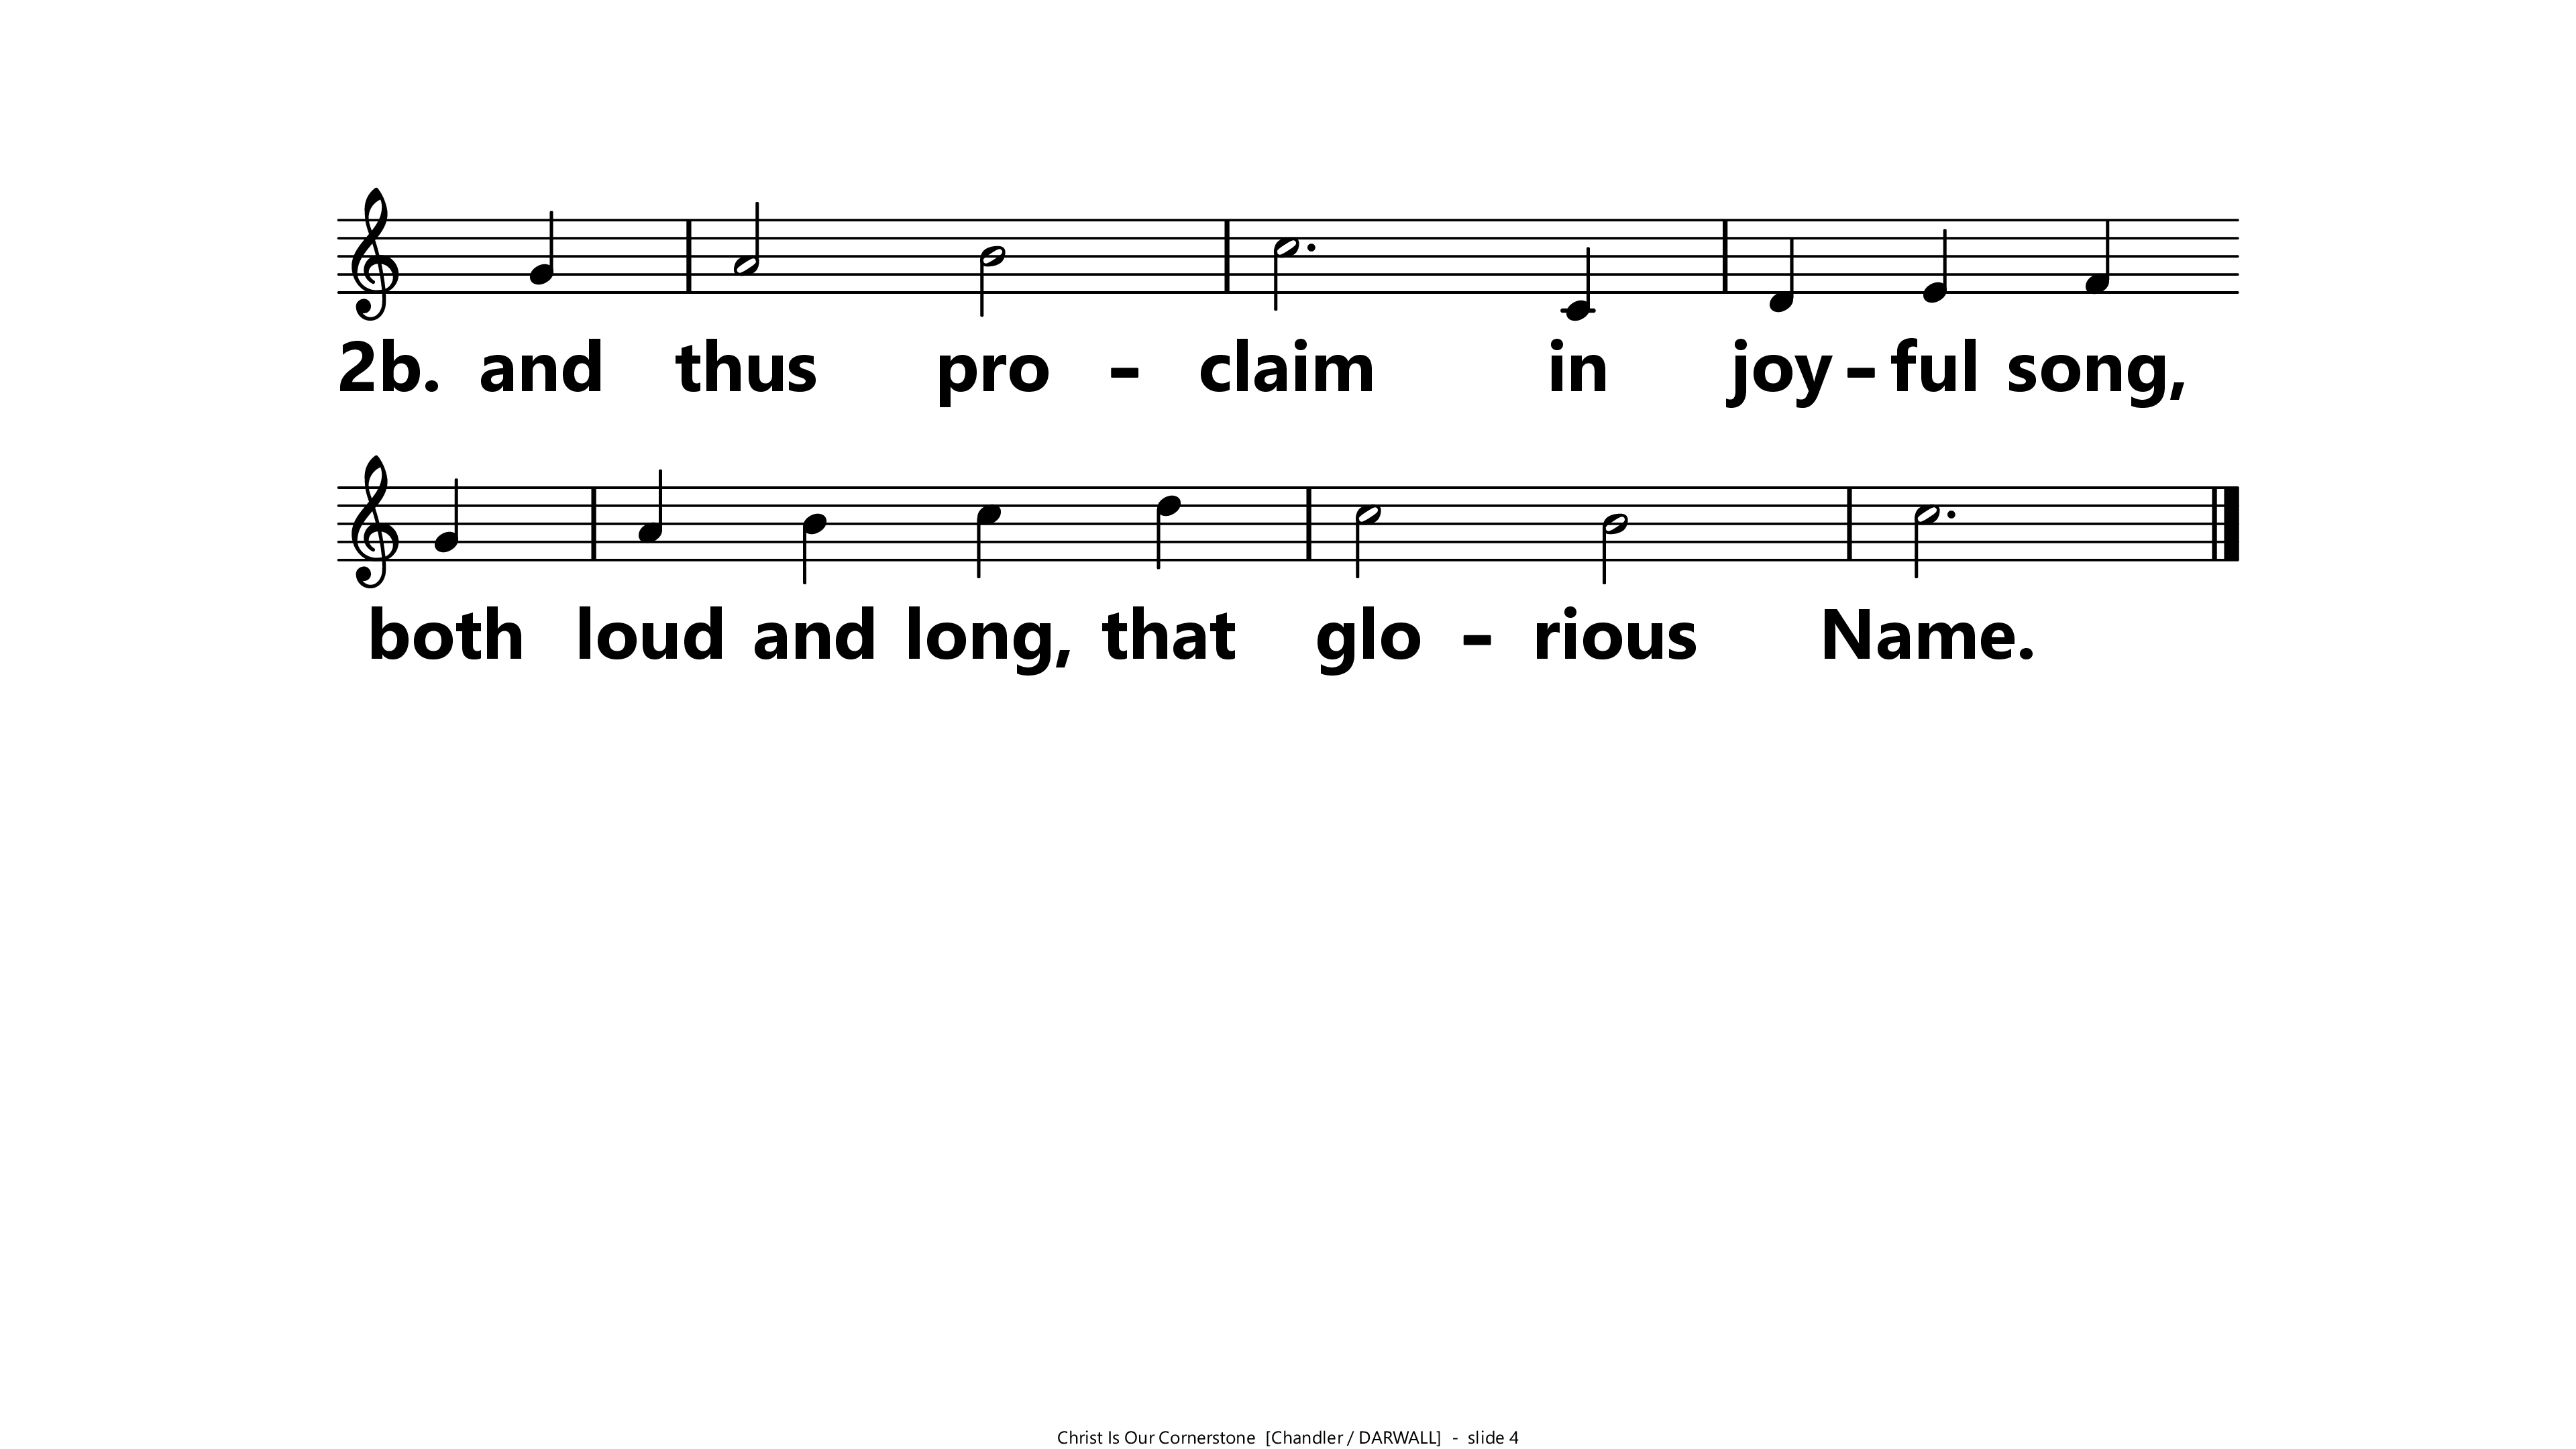 2b. and thus pro - claim in joy - ful song,
both loud and long, that glo - rious Name.
Christ Is Our Cornerstone [Chandler / DARWALL] - slide 4